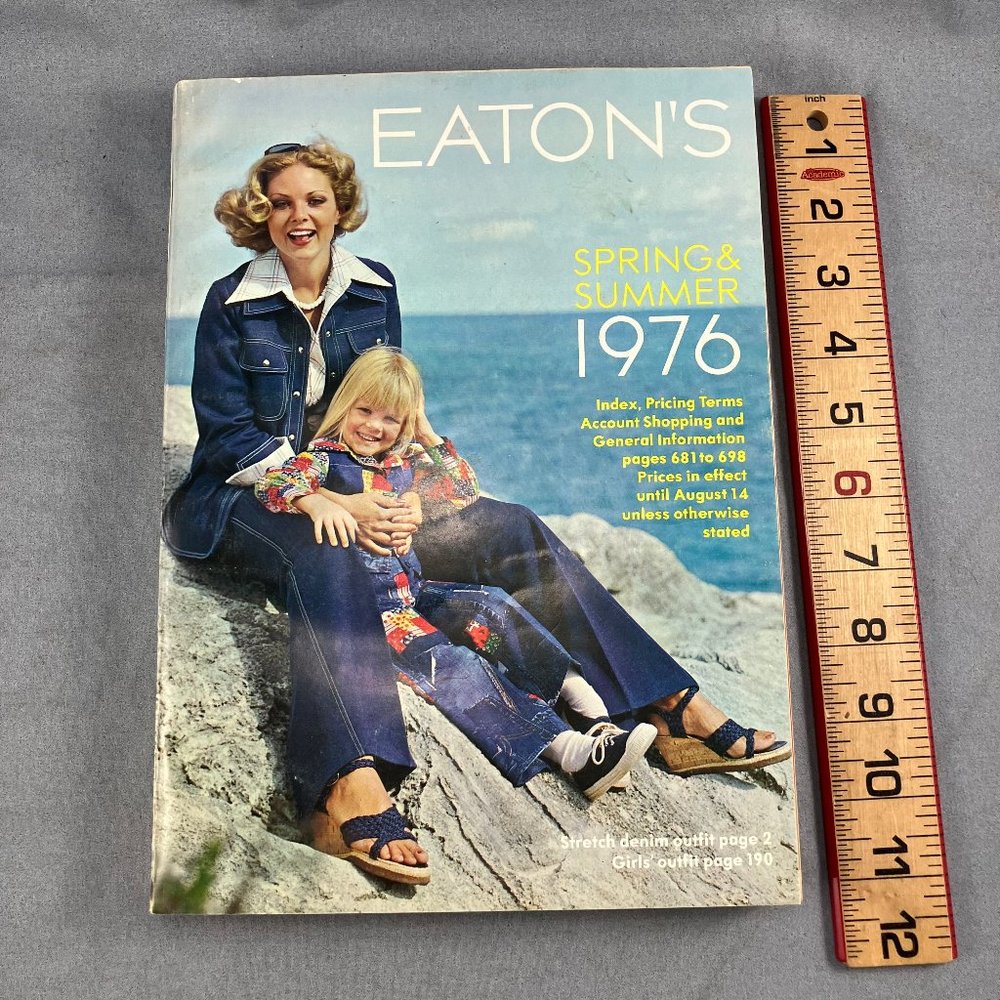 EATON'S
SPRING &
SUMMER
1976
Index, Pricing Terms
Account Shopping and
General Information
pages 681 to 698
Prices in effect
until August 14
unless otherwise
stated
Stretch denim outfit page 2
Girls' outfit page 190
inch
1
Academic
2
3
4
5
6
7
8
9
10
11
12